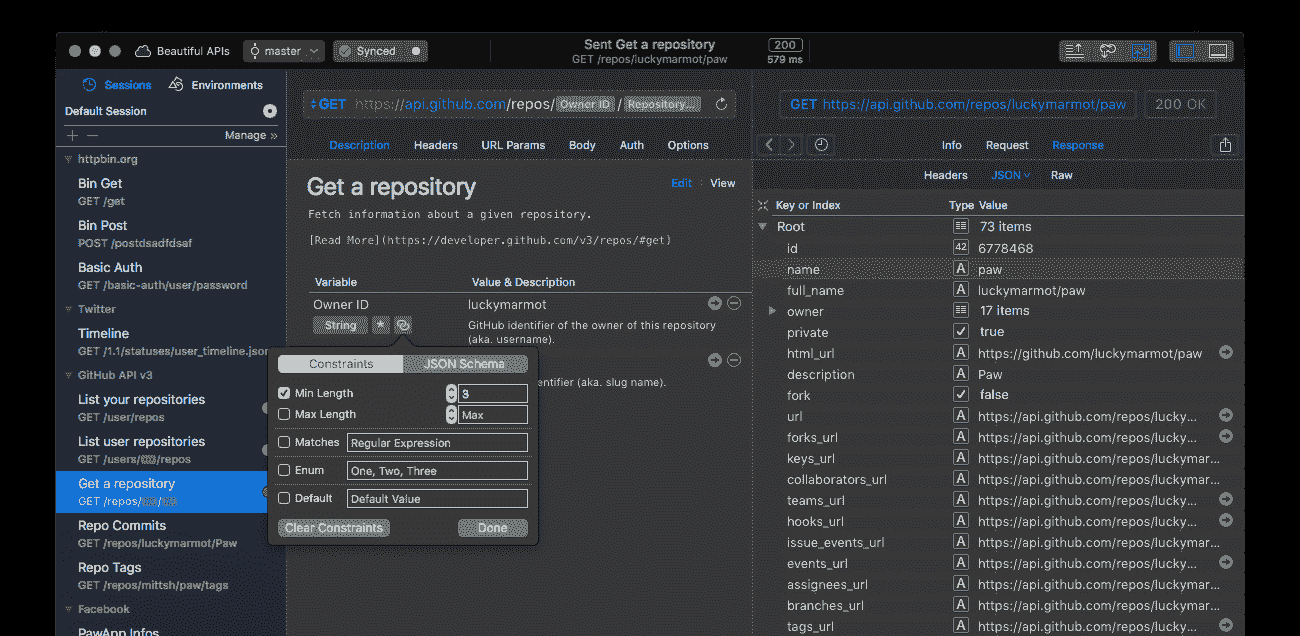 Beautiful APIs
master
Synced
Sent Get a repository
GET /repos/luckymarmot/paw
200
579 ms
Sessions
Environments
Default Session
Manage »
httpbin.org
Bin Get
GET /get
Bin Post
POST /postdsadfdsaf
Basic Auth
GET /basic-auth/user/password
Twitter
Timeline
GET /1.1/statuses/user_timeline.json
GitHub API v3
List your repositories
GET /user/repos
List user repositories
GET /users/ /repos
Get a repository
GET /repos/ /
Repo Commits
GET /repos/luckymarmot/Paw
Repo Tags
GET /repos/mittsh/paw/tags
Facebook
PawApp Infos
GET https://api.github.com/repos/ Owner ID / Repository...
Description Headers URL Params Body Auth Options
Get a repository
Edit View
Fetch information about a given repository.
[Read More](https://developer.github.com/v3/repos/#get)
Variable Value & Description
Owner ID luckymarmot
String *
GitHub identifier of the owner of this repository
(aka. username).
entifier (aka. slug name).
Constraints JSON Schema
Min Length 3
Max Length Max
Matches Regular Expression
Enum One, Two, Three
Default Default Value
Clear Constraints Done
GET https://api.github.com/repos/luckymarmot/paw 200 OK
Info Request Response
Headers JSON Raw
Key or Index Type Value
Root 73 items
id 42 6778468
name A paw
full_name A luckymarmot/paw
owner 17 items
private true
html_url A https://github.com/luckymarmot/paw
description A Paw
fork false
url A https://api.github.com/repos/lucky...
forks_url A https://api.github.com/repos/lucky...
keys_url A https://api.github.com/repos/luckymar...
collaborators_url A https://api.github.com/repos/luckymar...
teams_url A https://api.github.com/repos/lucky...
hooks_url A https://api.github.com/repos/lucky...
issue_events_url A https://api.github.com/repos/luckymar...
events_url A https://api.github.com/repos/lucky...
assignees_url A https://api.github.com/repos/luckymar...
branches_url A https://api.github.com/repos/luckymar...
tags_url A https://api.github.com/repos/lucky...